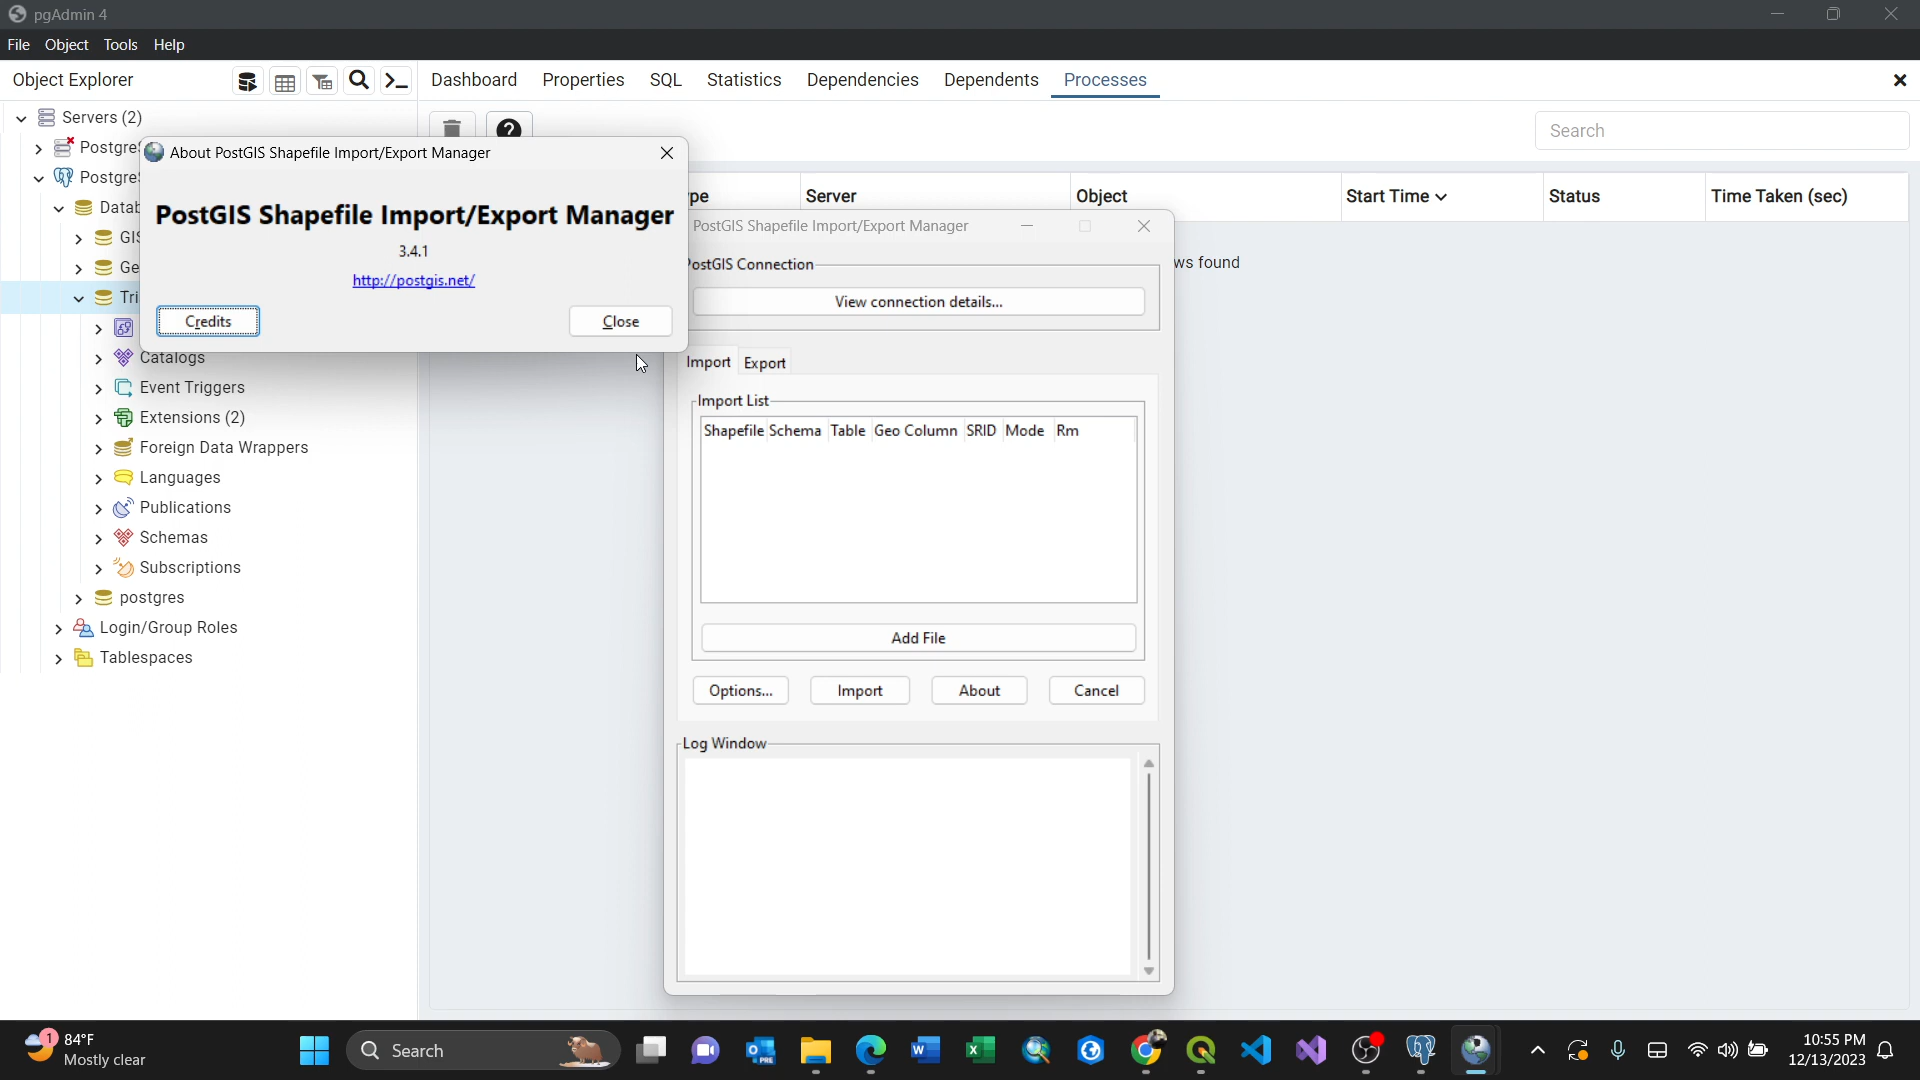 pgAdmin 4
File Object Tools Help
Object Explorer
Dashboard Properties SQL Statistics Dependencies Dependents Processes
Servers (2)
Search
Postgre
About PostGIS Shapefile Import/Export Manager
Postgre
Datab
PostGIS Shapefile Import/Export Manager
pe Server Object Start Time Status Time Taken (sec)
GIS
3.4.1
PostGIS Shapefile Import/Export Manager
Ge
http://postgis.net/
PostGIS Connection
ws found
Tri
View connection details...
Credits Close
Catalogs
Import Export
Event Triggers
Import List
Extensions (2)
Shapefile Schema Table Geo Column SRID Mode Rm
Foreign Data Wrappers
Languages
Publications
Schemas
Subscriptions
postgres
Login/Group Roles
Add File
Tablespaces
Options... Import About Cancel
Log Window
1
84°F
Mostly clear
Search
PRE
10:55 PM
12/13/2023